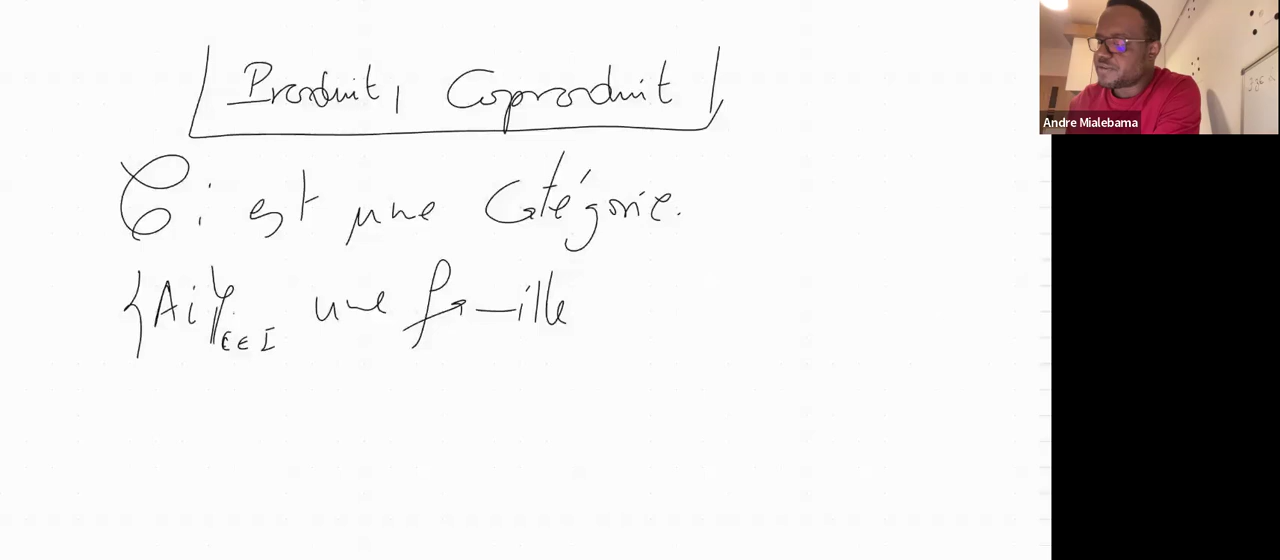 Produit, Coproduit
C : est une Catégorie.
{Ai}i∈I une famille
Andre Mialebama